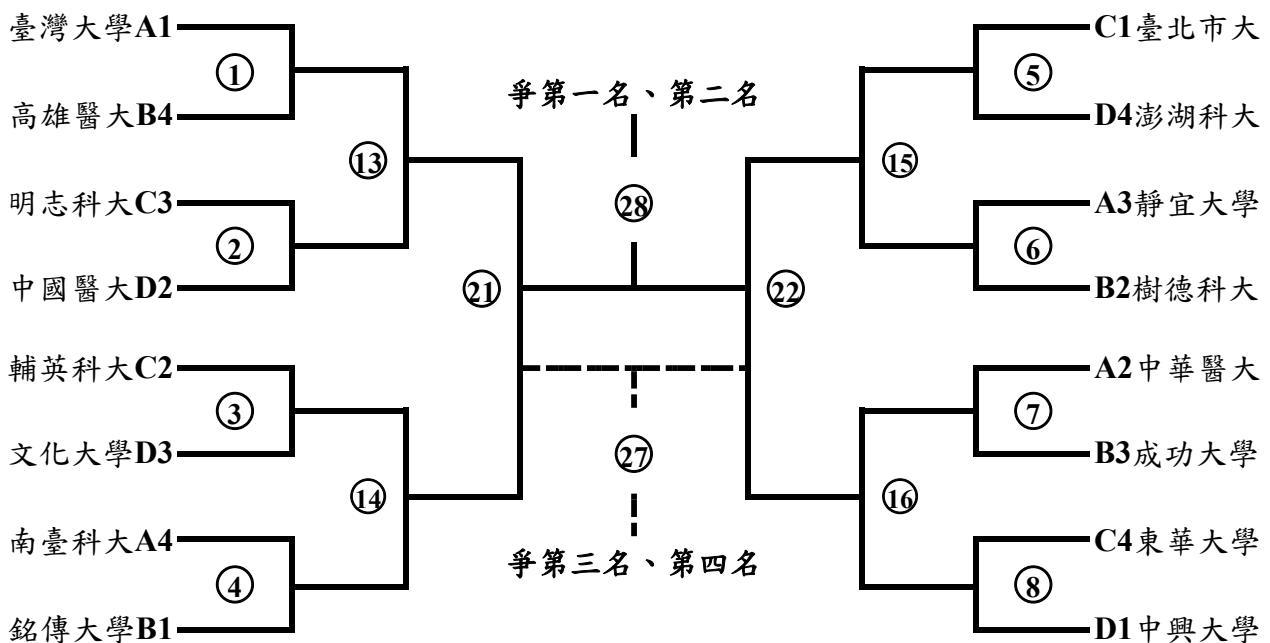 臺灣大學A1
①
高雄醫大B4
⑬
明志科大C3
②
中國醫大D2
㉑
輔英科大C2
③
文化大學D3
⑭
南臺科大A4
④
銘傳大學B1
爭第一名、第二名
㉘
㉗
爭第三名、第四名
C1臺北市大
⑤
D4澎湖科大
⑮
A3靜宜大學
⑥
B2樹德科大
㉒
A2中華醫大
⑦
B3成功大學
⑯
C4東華大學
⑧
D1中興大學